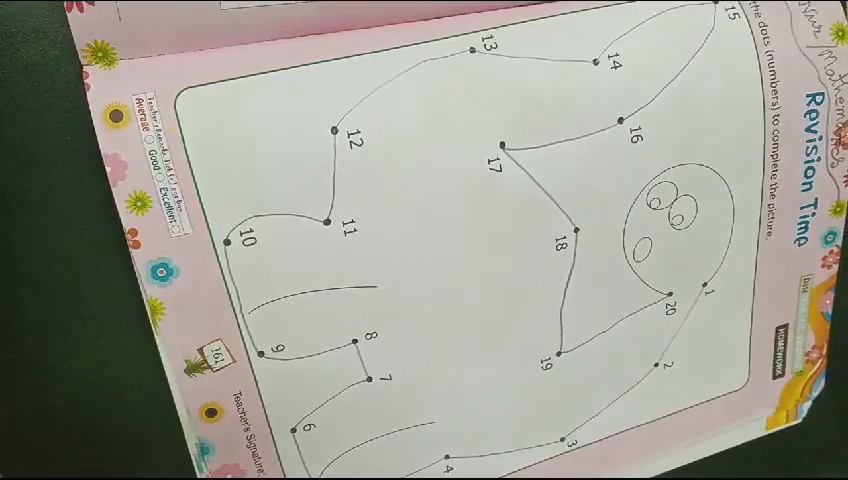 Revision Time
Date:
HOMEWORK
the dots (numbers) to complete the picture.
1
2
3
4
6
7
8
9
10
11
12
13
14
15
16
17
18
19
20
Teacher's Remarks: Tick (✓) any one.
Average Good Excellent
161
Teacher's Signature: